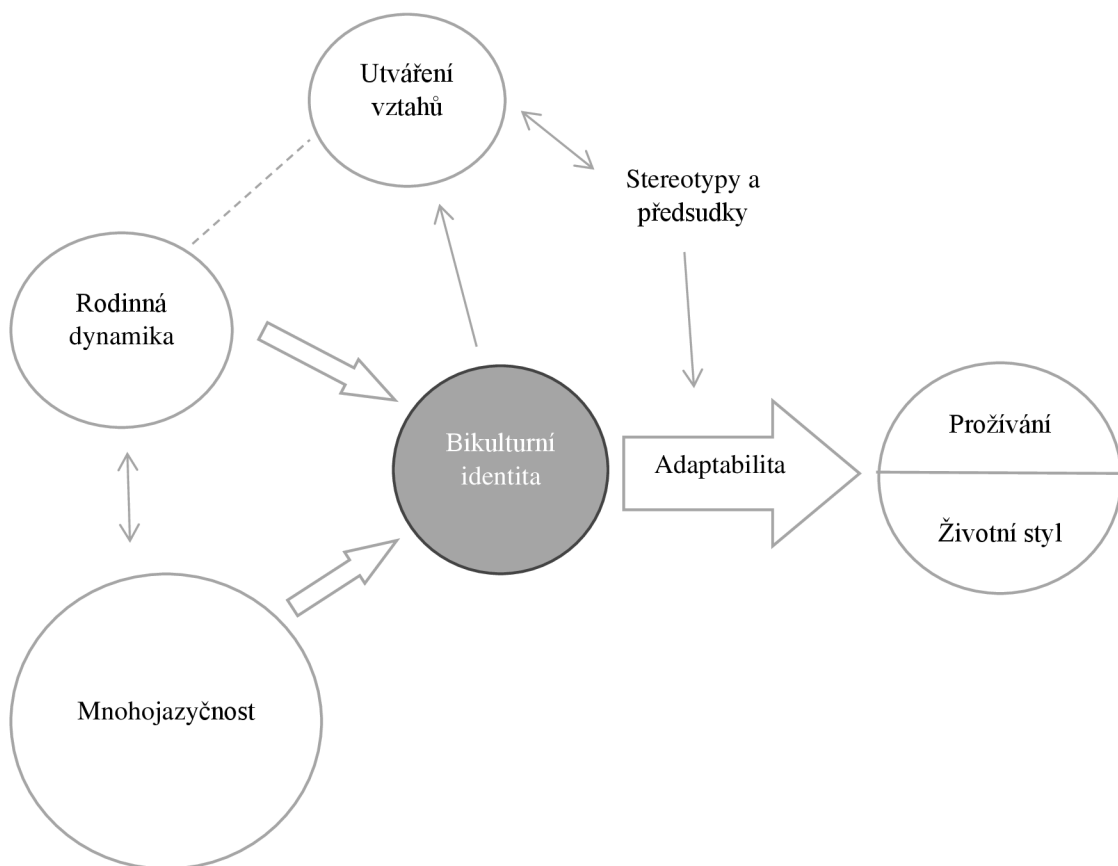 Utváření
vztahů
Stereotypy a
předsudky
Rodinná
dynamika
Bikulturní
identita
Adaptabilita
Prožívání
Životní styl
Mnohojazyčnost